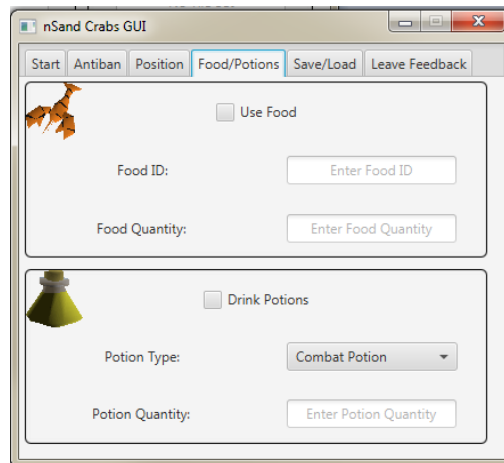 nSand Crabs GUI
Start Antiban Position Food/Potions Save/Load Leave Feedback
Use Food
Food ID: Enter Food ID
Food Quantity: Enter Food Quantity
Drink Potions
Potion Type: Combat Potion
Potion Quantity: Enter Potion Quantity